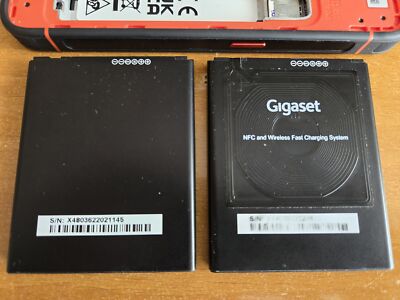 Gigaset
NFC and Wireless Fast Charging System
S/N: X4803622021145
S/N: